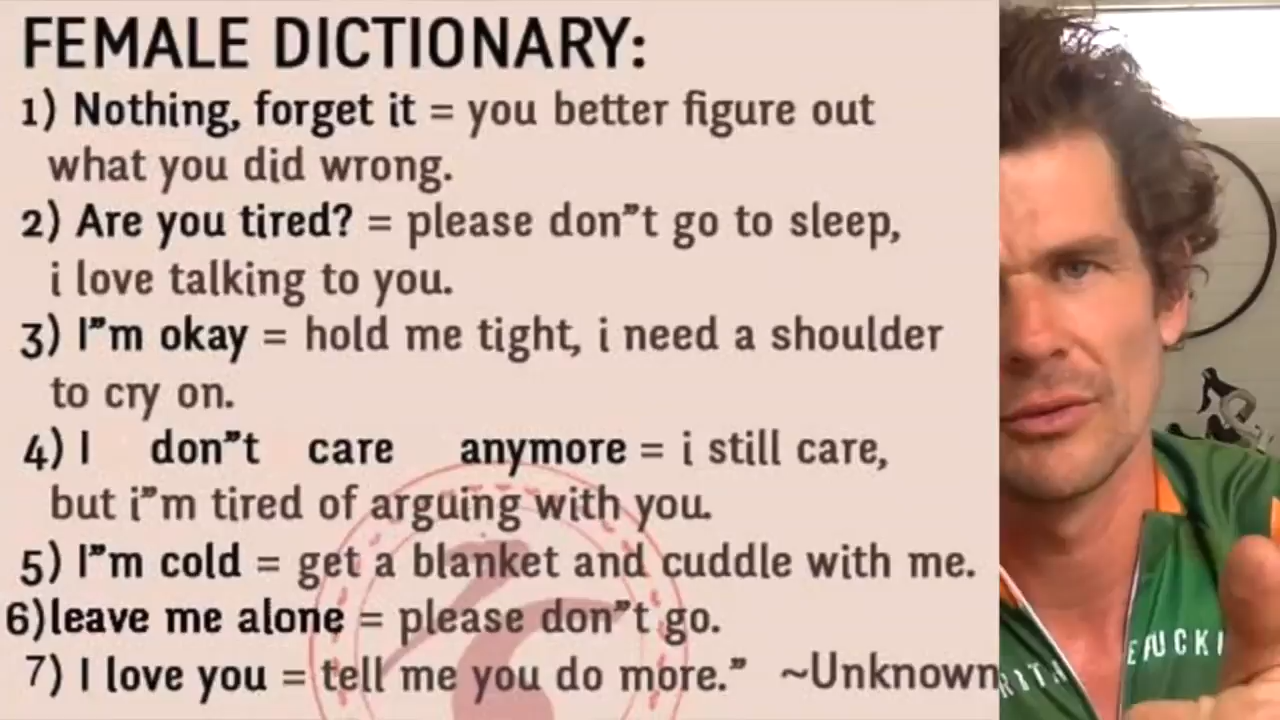 FEMALE DICTIONARY:
1) Nothing, forget it = you better figure out
what you did wrong.
2) Are you tired? = please don"t go to sleep,
i love talking to you.
3) I"m okay = hold me tight, i need a shoulder
to cry on.
4) I don"t care anymore = i still care,
but i"m tired of arguing with you.
5) I"m cold = get a blanket and cuddle with me.
6)leave me alone = please don"t go.
7) I love you = tell me you do more." ~Unknown